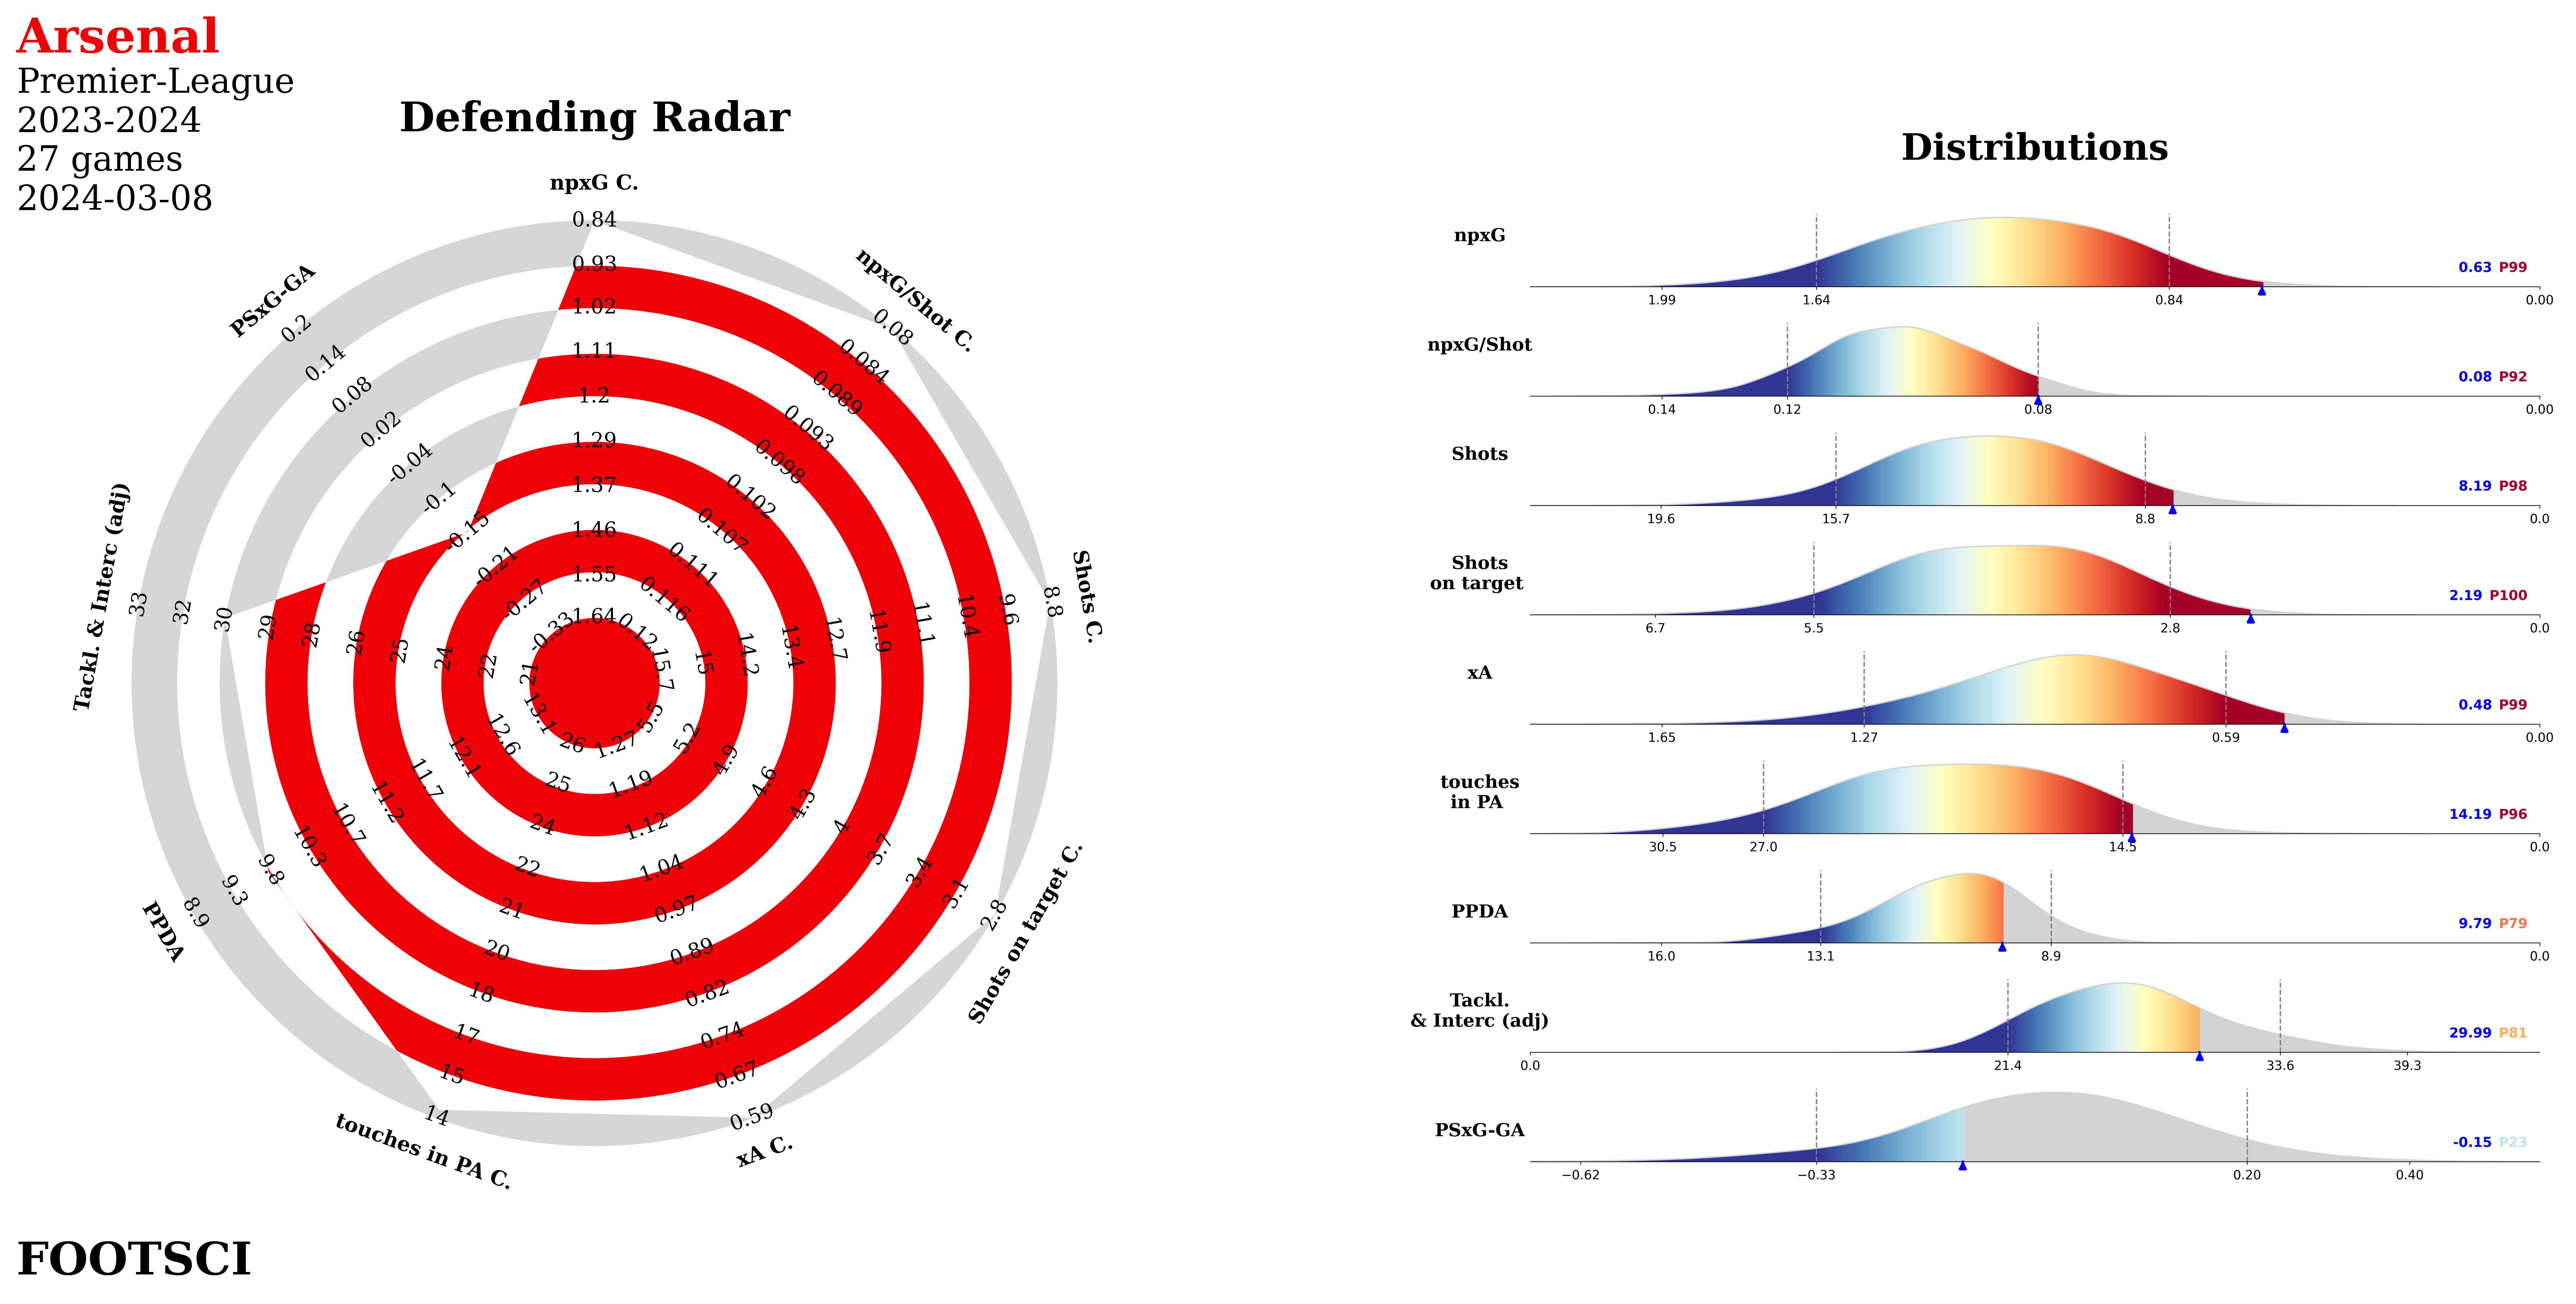 Arsenal
Premier-League
2023-2024
27 games
2024-03-08
Defending Radar
npxG C.
0.84
0.93
1.02
1.11
1.2
1.29
1.37
1.46
1.55
1.64
npxG/Shot C.
0.08
0.084
0.089
0.093
0.098
0.102
0.107
0.111
0.116
0.12
Shots C.
8.8
9.6
10.4
11.1
11.9
12.7
13.4
14.2
15
15.7
Shots on target C.
2.8
3.1
3.4
3.7
4
4.3
4.6
4.9
5.2
5.5
xA C.
0.59
0.67
0.74
0.82
0.89
0.97
1.04
1.12
1.19
1.27
touches in PA C.
14
15
17
18
20
21
22
24
25
26
PPDA
8.9
9.3
9.8
10.3
10.7
11.2
11.7
12.1
12.6
13.1
Tackl. & Interc (adj)
33
32
30
29
28
26
25
24
22
21
PSxG-GA
0.2
0.14
0.08
0.02
-0.04
-0.1
-0.15
-0.21
-0.27
-0.33
Distributions
npxG
0.63 P99
1.99 1.64 0.84 0.00
npxG/Shot
0.08 P92
0.14 0.12 0.08 0.00
Shots
8.19 P98
19.6 15.7 8.8 0.0
Shots
on target
2.19 P100
6.7 5.5 2.8 0.0
xA
0.48 P99
1.65 1.27 0.59 0.00
touches
in PA
14.19 P96
30.5 27.0 14.5 0.0
PPDA
9.79 P79
16.0 13.1 8.9 0.0
Tackl.
& Interc (adj)
29.99 P81
0.0 21.4 33.6 39.3
PSxG-GA
-0.15 P23
−0.62 −0.33 0.20 0.40
FOOTSCI